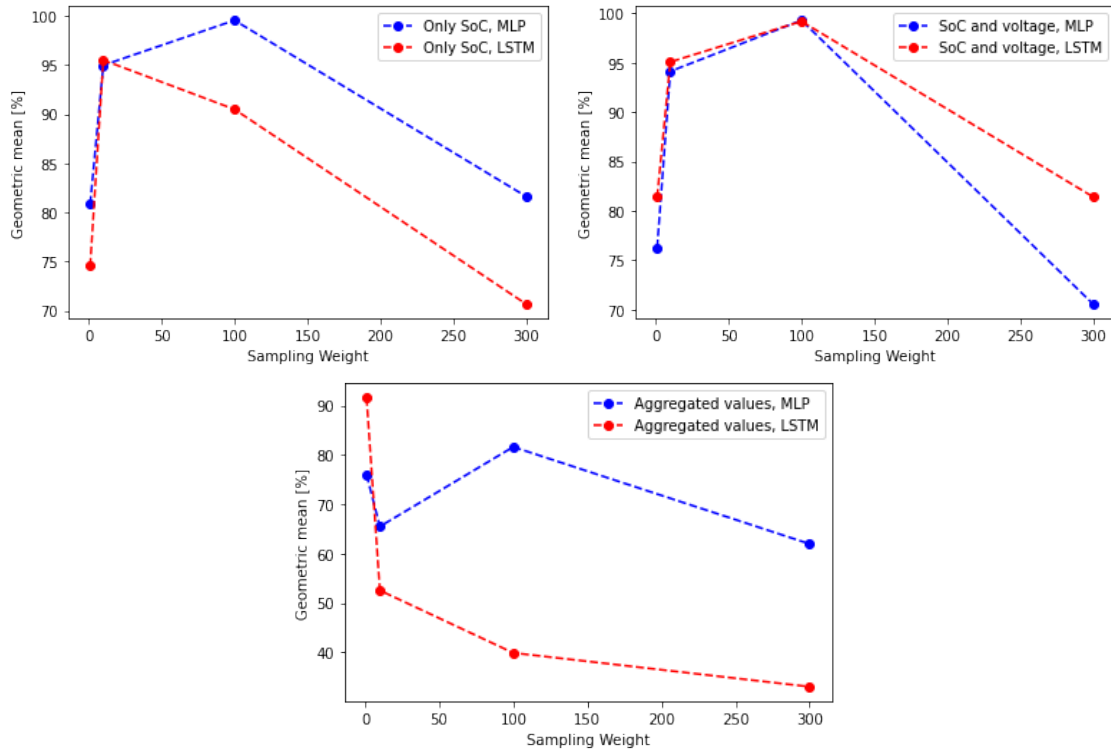 Geometric mean [%]
100
95
90
85
80
75
70
0 50 100 150 200 250 300
Sampling Weight
Only SoC, MLP
Only SoC, LSTM
Geometric mean [%]
100
95
90
85
80
75
70
0 50 100 150 200 250 300
Sampling Weight
SoC and voltage, MLP
SoC and voltage, LSTM
Geometric mean [%]
90
80
70
60
50
40
0 50 100 150 200 250 300
Sampling Weight
Aggregated values, MLP
Aggregated values, LSTM